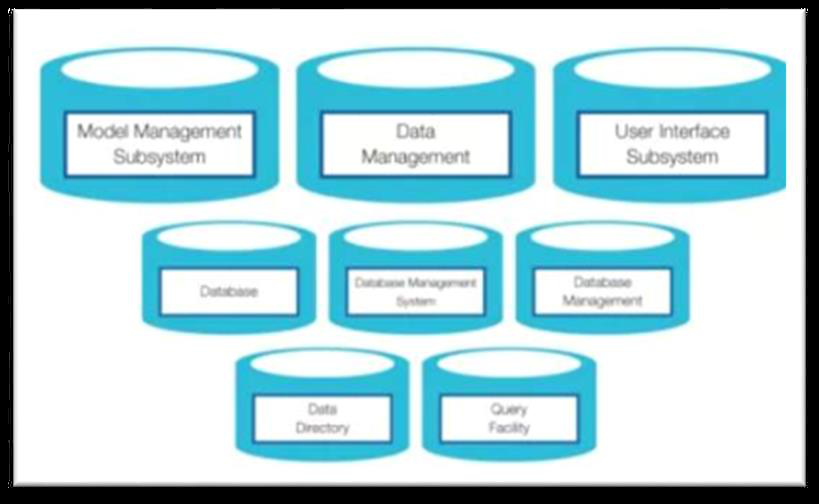 Model Management
Subsystem
Data
Management
User Interface
Subsystem
Database
Database Management
System
Database
Management
Data
Directory
Query
Facility